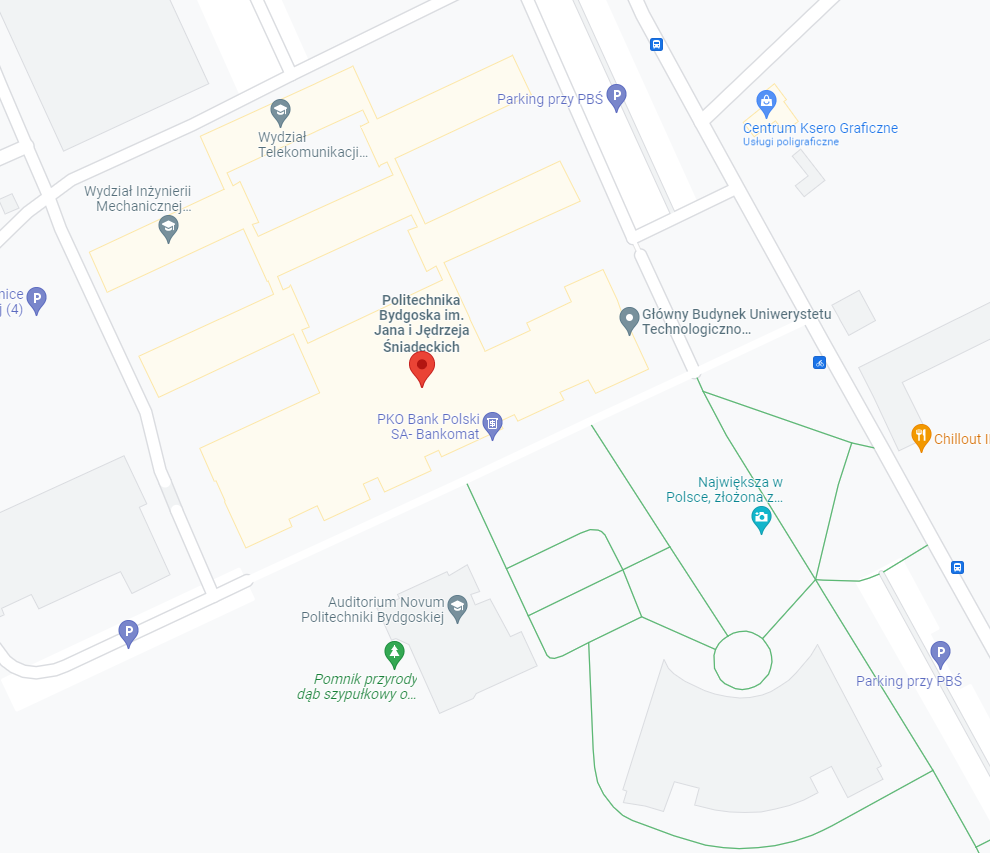 Parking przy PBŚ
Centrum Ksero Graficzne
Usługi poligraficzne
Wydział
Telekomunikacji...
Wydział Inżynierii
Mechanicznej...
nice
j (4)
Politechnika
Bydgoska im.
Jana i Jędrzeja
Śniadeckich
Główny Budynek Uniwerystetu
Technologiczno...
PKO Bank Polski
SA- Bankomat
Chillout I
Największa w
Polsce, złożona z...
Auditorium Novum
Politechniki Bydgoskiej
Pomnik przyrody
dąb szypułkowy o...
Parking przy PBŚ
P
P
P
P